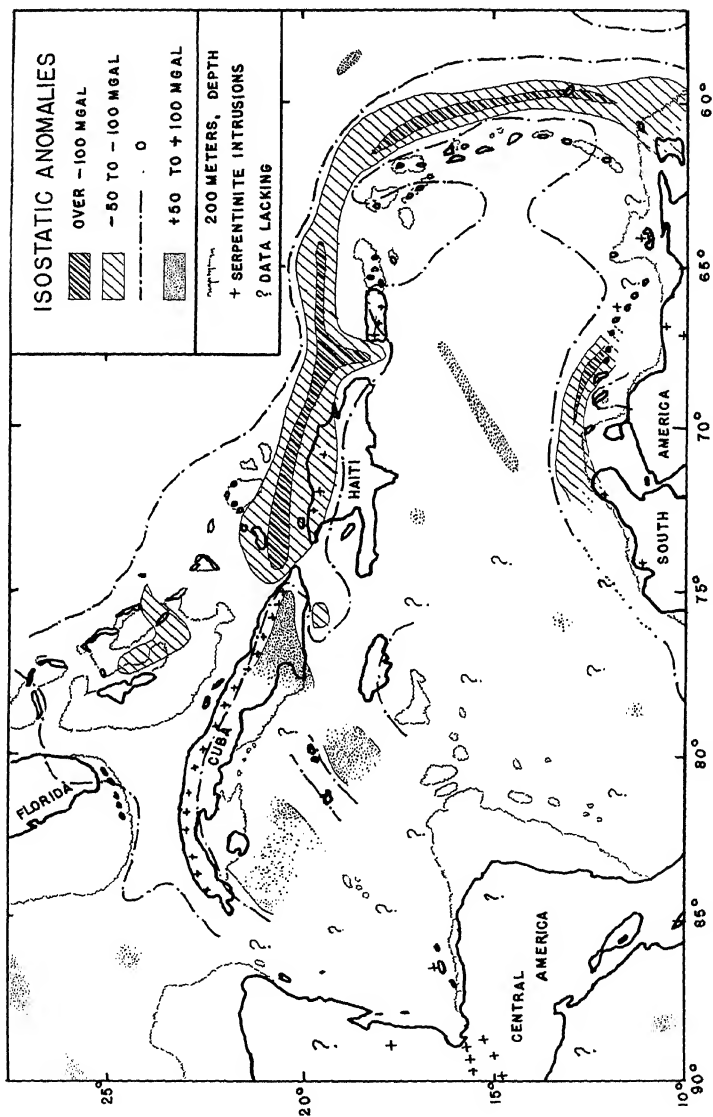 ISOSTATIC ANOMALIES
OVER -100 MGAL
-50 TO -100 MGAL
0
+50 TO +100 MGAL
200 METERS, DEPTH
+ SERPENTINITE INTRUSIONS
? DATA LACKING
FLORIDA
25°
CUBA
HAITI
20°
15°
CENTRAL
AMERICA
SOUTH
AMERICA
10°
90°
85°
80°
75°
70°
65°
60°